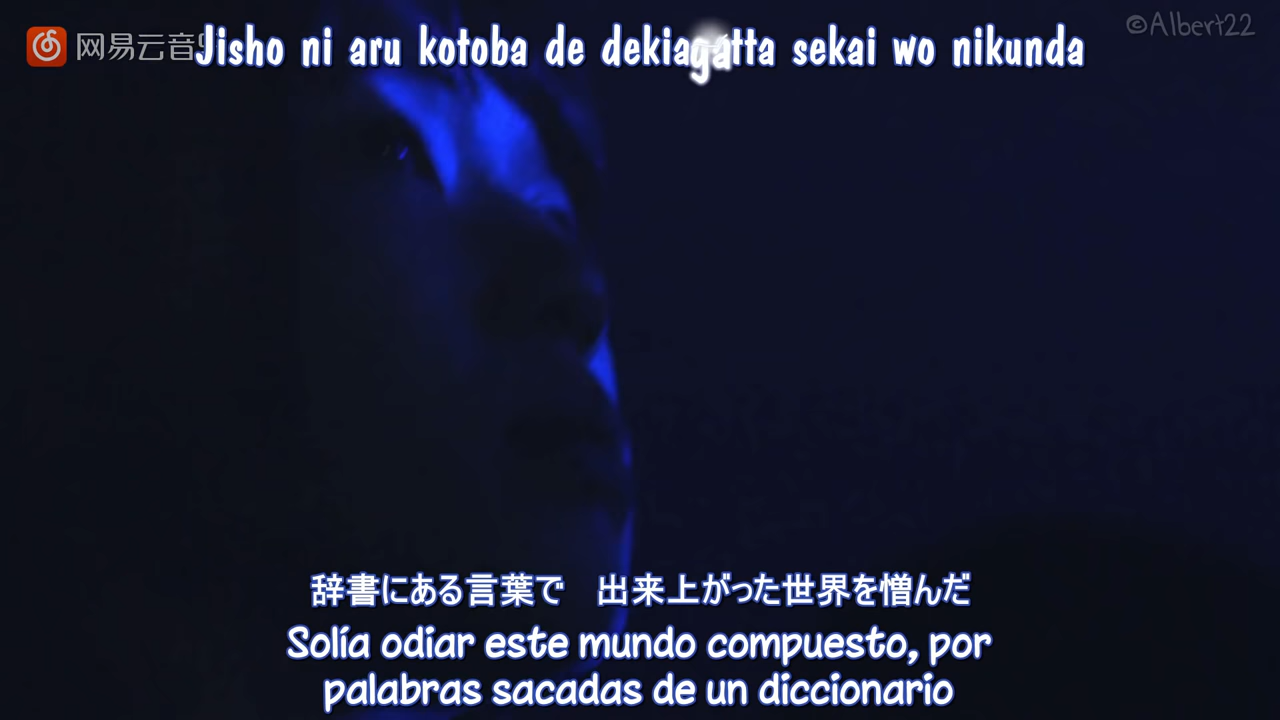 网易云音
Jisho ni aru kotoba de dekiagatta sekai wo nikunda
©Albert22
辞書にある言葉で　出来上がった世界を憎んだ
Solía odiar este mundo compuesto, por
palabras sacadas de un diccionario